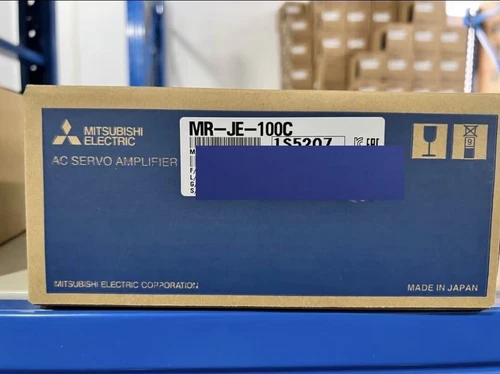 MR-JE-100C
1S5207
MITSUBISHI
ELECTRIC
AC SERVO AMPLIFIER
MITSUBISHI ELECTRIC CORPORATION
MADE IN JAPAN